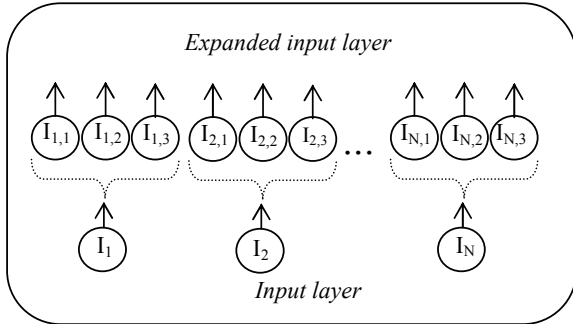 Expanded input layer
I1,1 I1,2 I1,3 I2,1 I2,2 I2,3 ... IN,1 IN,2 IN,3
I1 I2 IN
Input layer